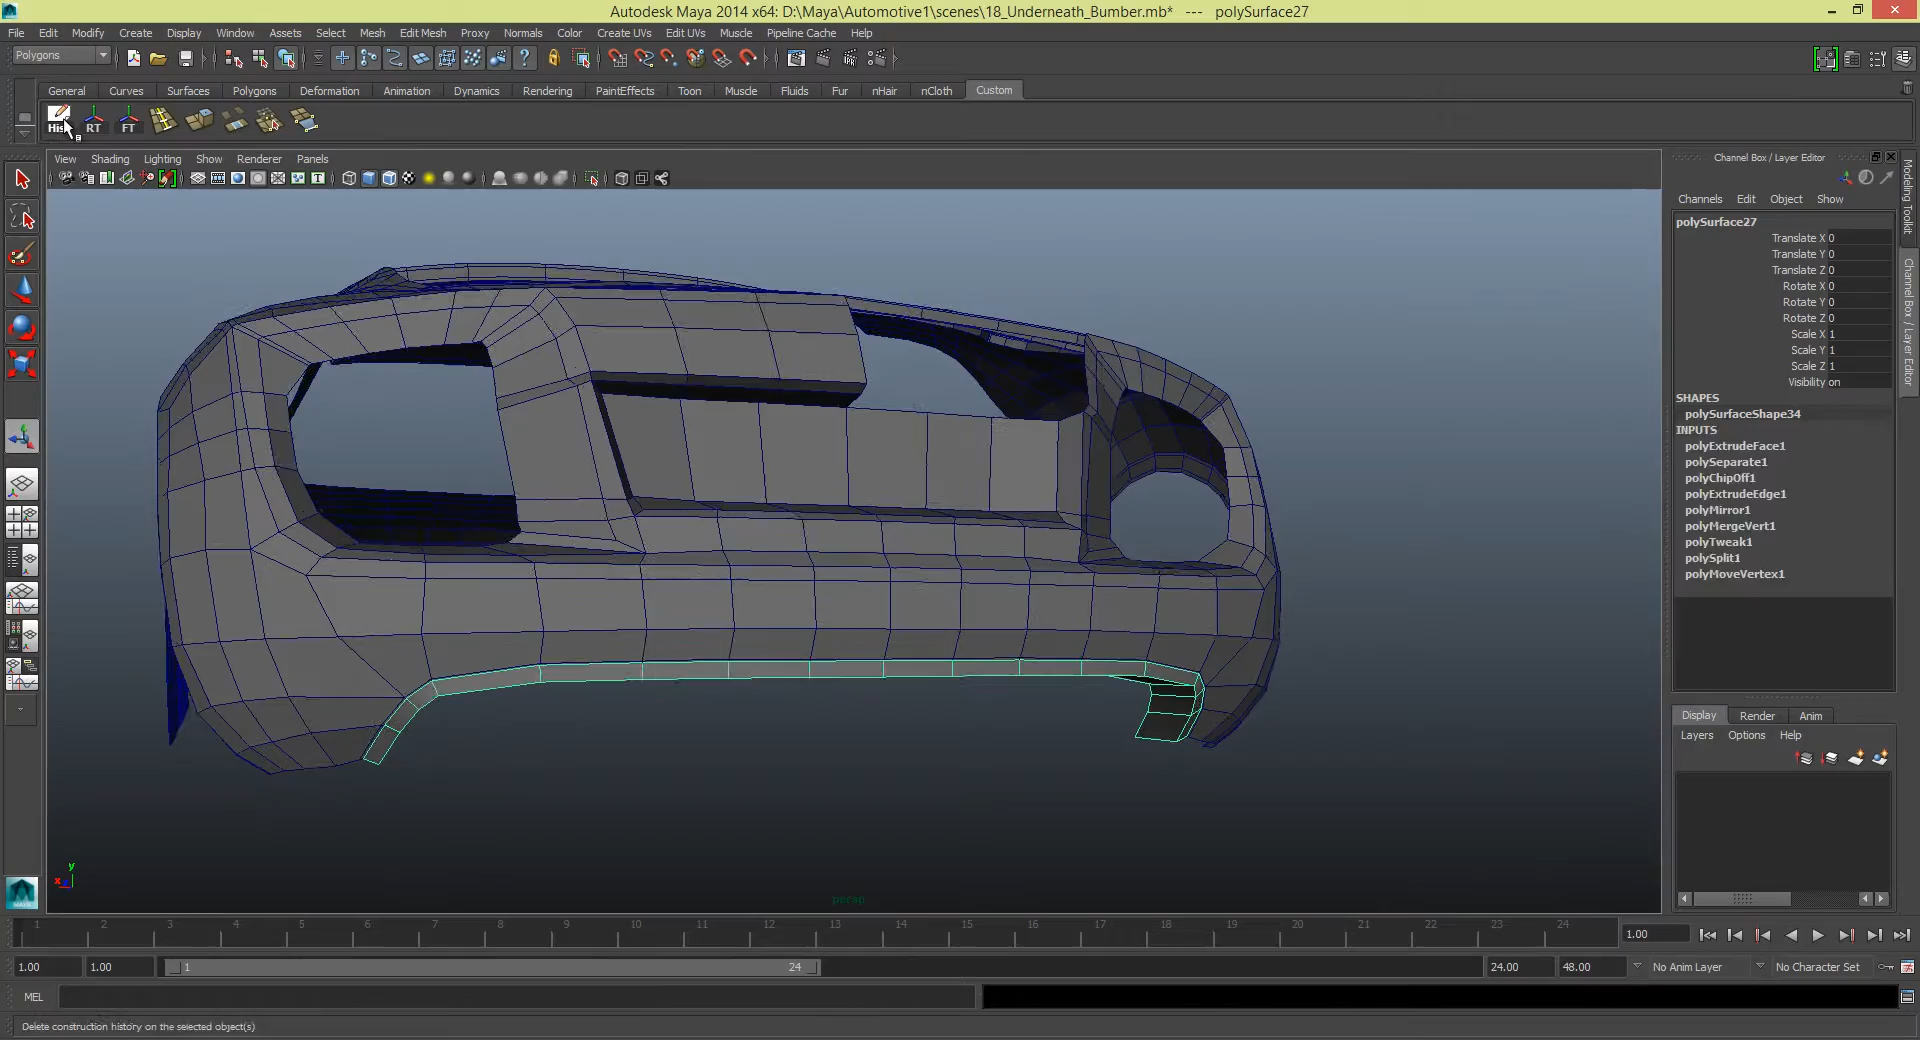 Autodesk Maya 2014 x64: D:\Maya\Automotive1\scenes\18_Underneath_Bumber.mb* --- polySurface27
File Edit Modify Create Display Window Assets Select Mesh Edit Mesh Proxy Normals Color Create UVs Edit UVs Muscle Pipeline Cache Help
Polygons
General Curves Surfaces Polygons Deformation Animation Dynamics Rendering PaintEffects Toon Muscle Fluids Fur nHair nCloth Custom
RT FT
View Shading Lighting Show Renderer Panels
Channel Box / Layer Editor
Channels Edit Object Show
polySurface27
Translate X 0
Translate Y 0
Translate Z 0
Rotate X 0
Rotate Y 0
Rotate Z 0
Scale X 1
Scale Y 1
Scale Z 1
Visibility on
SHAPES
polySurfaceShape34
INPUTS
polyExtrudeFace1
polySeparate1
polyChipOff1
polyExtrudeEdge1
polyMirror1
polyMergeVert1
polyTweak1
polySplit1
polyMoveVertex1
Modeling Toolkit
Channel Box / Layer Editor
Display Render Anim
Layers Options Help
y
x
persp
1 2 3 4 5 6 7 8 9 10 11 12 13 14 15 16 17 18 19 20 21 22 23 24
1.00
1.00 1.00 1 24 24.00 48.00 No Anim Layer No Character Set
MEL
Delete construction history on the selected object(s)